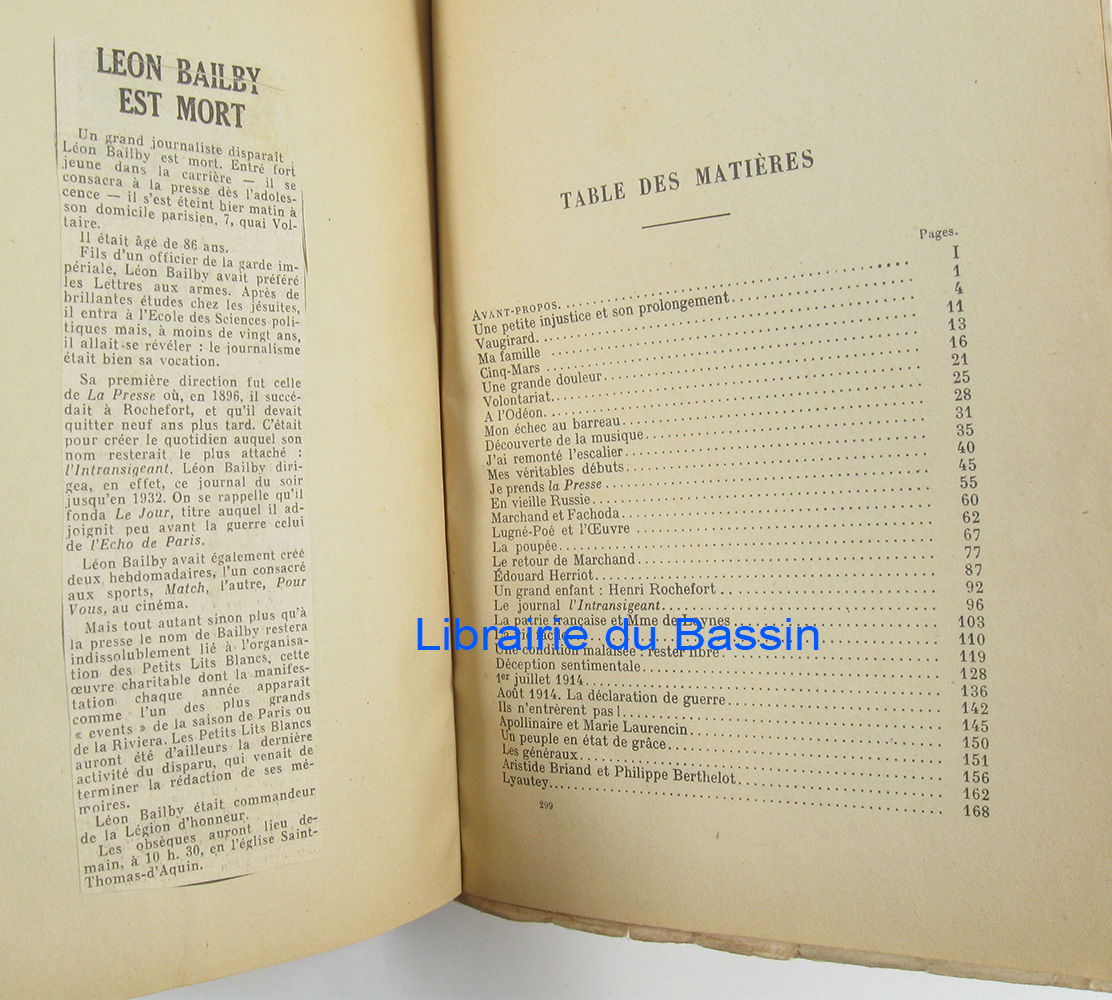 LEON BAILBY
EST MORT
Un grand journaliste disparaît :
Léon Bailby est mort. Entré fort
jeune dans la carrière — il se
consacra à la presse dès l'adoles-
cence — il s'est éteint hier matin à
son domicile parisien, 7, quai Vol-
taire.
Il était âgé de 86 ans.
Fils d'un officier de la garde im-
périale, Léon Bailby avait préféré
les Lettres aux armes. Après de
brillantes études chez les jésuites,
il entra à l'Ecole des Sciences poli-
tiques mais, à moins de vingt ans,
il allait se révéler : le journalisme
était bien sa vocation.
Sa première direction fut celle
de La Presse où, en 1896, il succé-
dait à Rochefort, et qu'il devait
quitter neuf ans plus tard. C'était
pour créer le quotidien auquel son
nom resterait le plus attaché :
l'Intransigeant. Léon Bailby diri-
gea, en effet, ce journal du soir
jusqu'en 1932. On se rappelle qu'il
fonda Le Jour, titre auquel il ad-
joignit peu avant la guerre celui
de l'Echo de Paris.
Léon Bailby avait également créé
deux hebdomadaires, l'un consacré
aux sports, Match, l'autre, Pour
Vous, au cinéma.
Mais tout autant sinon plus qu'à
la presse le nom de Bailby restera
indissolublement lié à l'organisa-
tion des Petits Lits Blancs, cette
œuvre charitable dont la manifes-
tation chaque année apparaît
comme l'un des plus grands
« events » de la saison de Paris ou
de la Riviera. Les Petits Lits Blancs
auront été d'ailleurs la dernière
activité du disparu, qui venait de
terminer la rédaction de ses mé-
moires.
Léon Bailby était commandeur
de la Légion d'honneur.
Les obsèques auront lieu de-
main, à 10 h. 30, en l'église Saint-
Thomas-d'Aquin.
TABLE DES MATIÈRES
Pages.
AVANT-PROPOS. I
Une petite injustice et son prolongement 1
Vaugirard 4
Ma famille 11
Cinq-Mars 13
Une grande douleur 16
Volontariat 21
A l'Odéon 25
Mon échec au barreau 28
Découverte de la musique 31
J'ai remonté l'escalier 35
Mes véritables débuts 40
Je prends la Presse 45
En vieille Russie 55
Marchand et Fachoda 60
Lugné-Poé et l'Œuvre 62
La poupée 67
Le retour de Marchand 77
Édouard Herriot 87
Un grand enfant : Henri Rochefort 92
Le journal l'Intransigeant 96
La patrie française et Mme de Loynes 103
La vie 110
Une condition malaisée : rester libre 119
Déception sentimentale 128
1er juillet 1914 136
Août 1914. La déclaration de guerre 142
Ils n'entrèrent pas ! 145
Apollinaire et Marie Laurencin 150
Un peuple en état de grâce 151
Les généraux 156
Aristide Briand et Philippe Berthelot 162
Lyautey 168
299
Librairie du Bassin